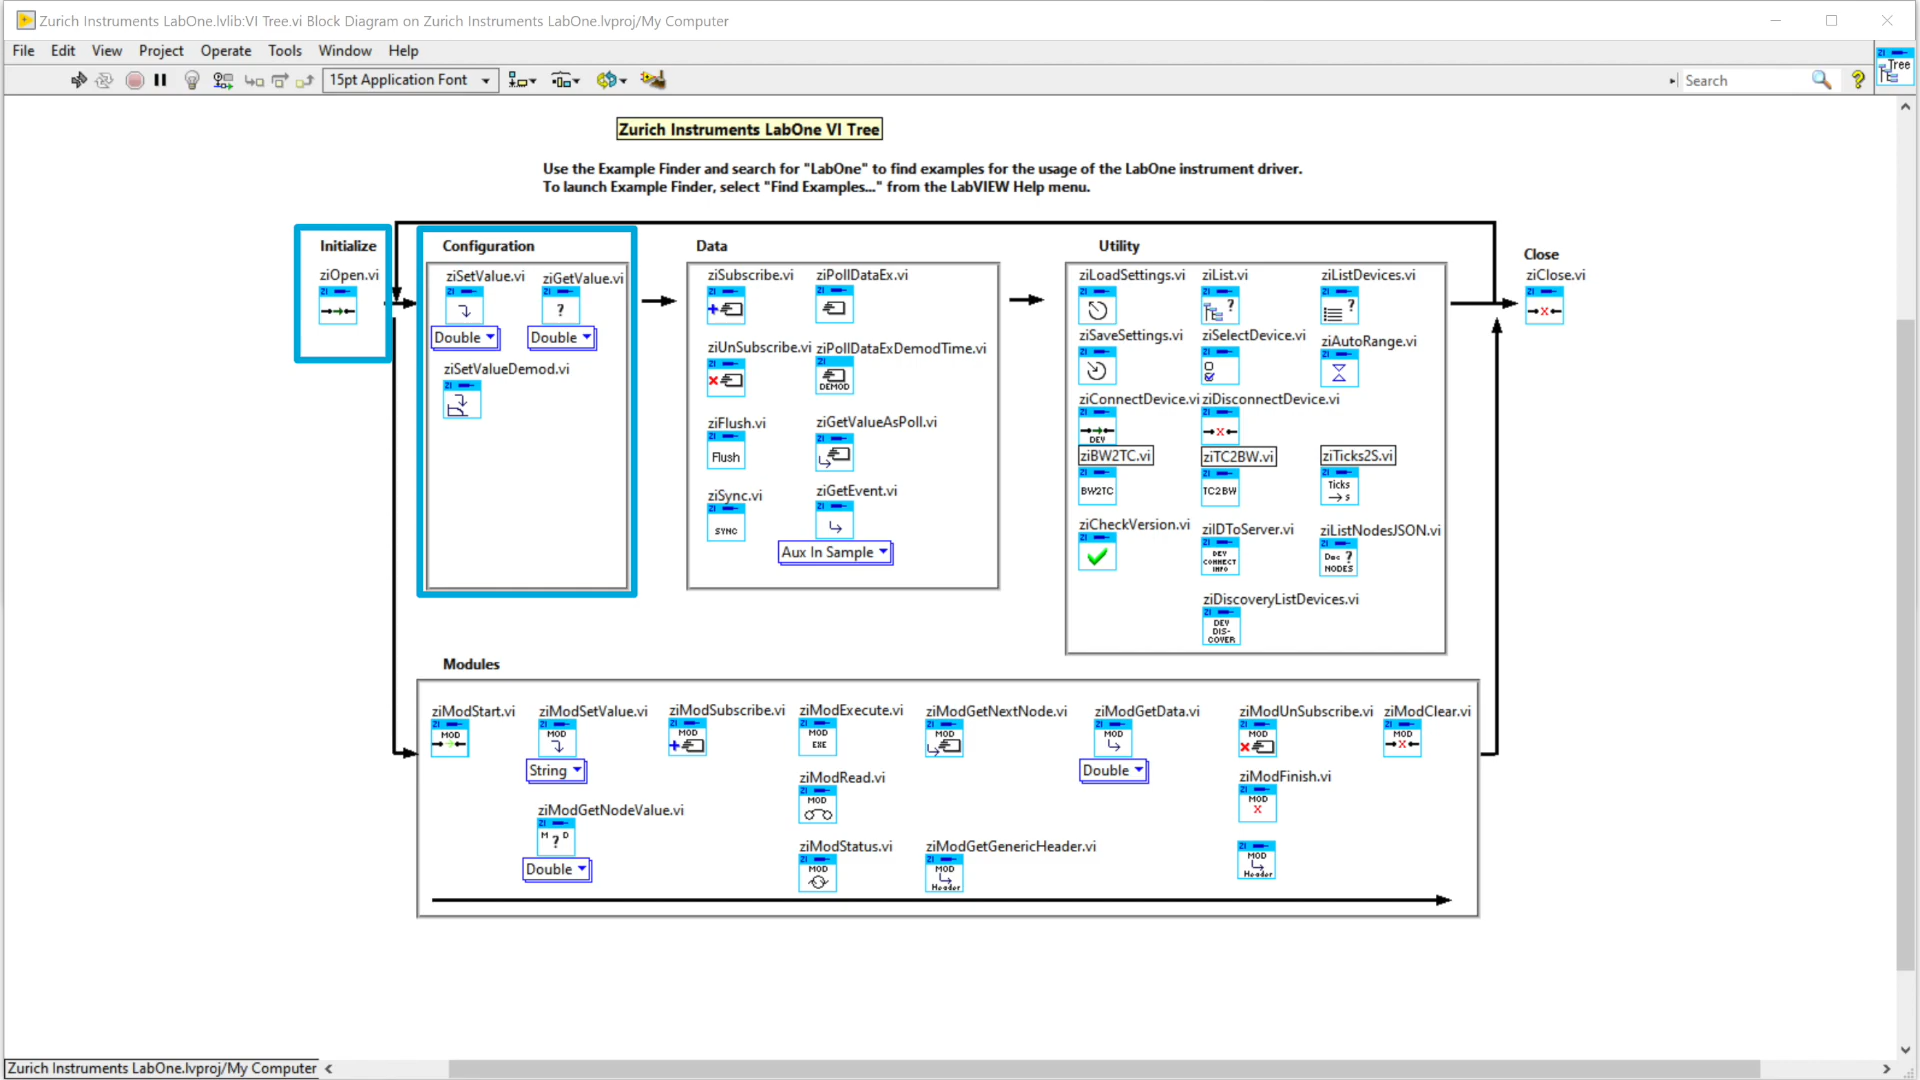 Zurich Instruments LabOne.lvlib:VI Tree.vi Block Diagram on Zurich Instruments LabOne.lvproj/My Computer
File Edit View Project Operate Tools Window Help
15pt Application Font
Search
Tree
Zurich Instruments LabOne VI Tree
Use the Example Finder and search for "LabOne" to find examples for the usage of the LabOne instrument driver.
To launch Example Finder, select "Find Examples..." from the LabVIEW Help menu.
Initialize
ziOpen.vi
Configuration
ziSetValue.vi ziGetValue.vi
Double Double
ziSetValueDemod.vi
Data
ziSubscribe.vi ziPollDataEx.vi
ziUnSubscribe.vi ziPollDataExDemodTime.vi
DEMOD
ziFlush.vi ziGetValueAsPoll.vi
Flush
ziSync.vi ziGetEvent.vi
SYNC
Aux In Sample
Utility
ziLoadSettings.vi ziList.vi ziListDevices.vi
ziSaveSettings.vi ziSelectDevice.vi ziAutoRange.vi
ziConnectDevice.vi ziDisconnectDevice.vi
DEV
ziBW2TC.vi ziTC2BW.vi ziTicks2S.vi
BW2TC TC2BW Ticks
s
ziCheckVersion.vi ziIDToServer.vi ziListNodesJSON.vi
DEV
CONNECT
INFO
Doc ?
NODES
ziDiscoveryListDevices.vi
DEV
DIS-
COVER
Close
ziClose.vi
Modules
ziModStart.vi ziModSetValue.vi ziModSubscribe.vi ziModExecute.vi ziModGetNextNode.vi ziModGetData.vi ziModUnSubscribe.vi ziModClear.vi
MOD MOD MOD MOD MOD MOD MOD MOD
EXE
String Double
ziModRead.vi ziModFinish.vi
MOD MOD
ziModGetNodeValue.vi
M ? D
Double
ziModStatus.vi ziModGetGenericHeader.vi
MOD MOD MOD
Header Header
Zurich Instruments LabOne.lvproj/My Computer